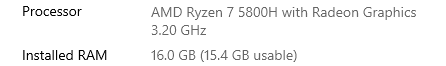 Processor AMD Ryzen 7 5800H with Radeon Graphics
3.20 GHz
Installed RAM 16.0 GB (15.4 GB usable)